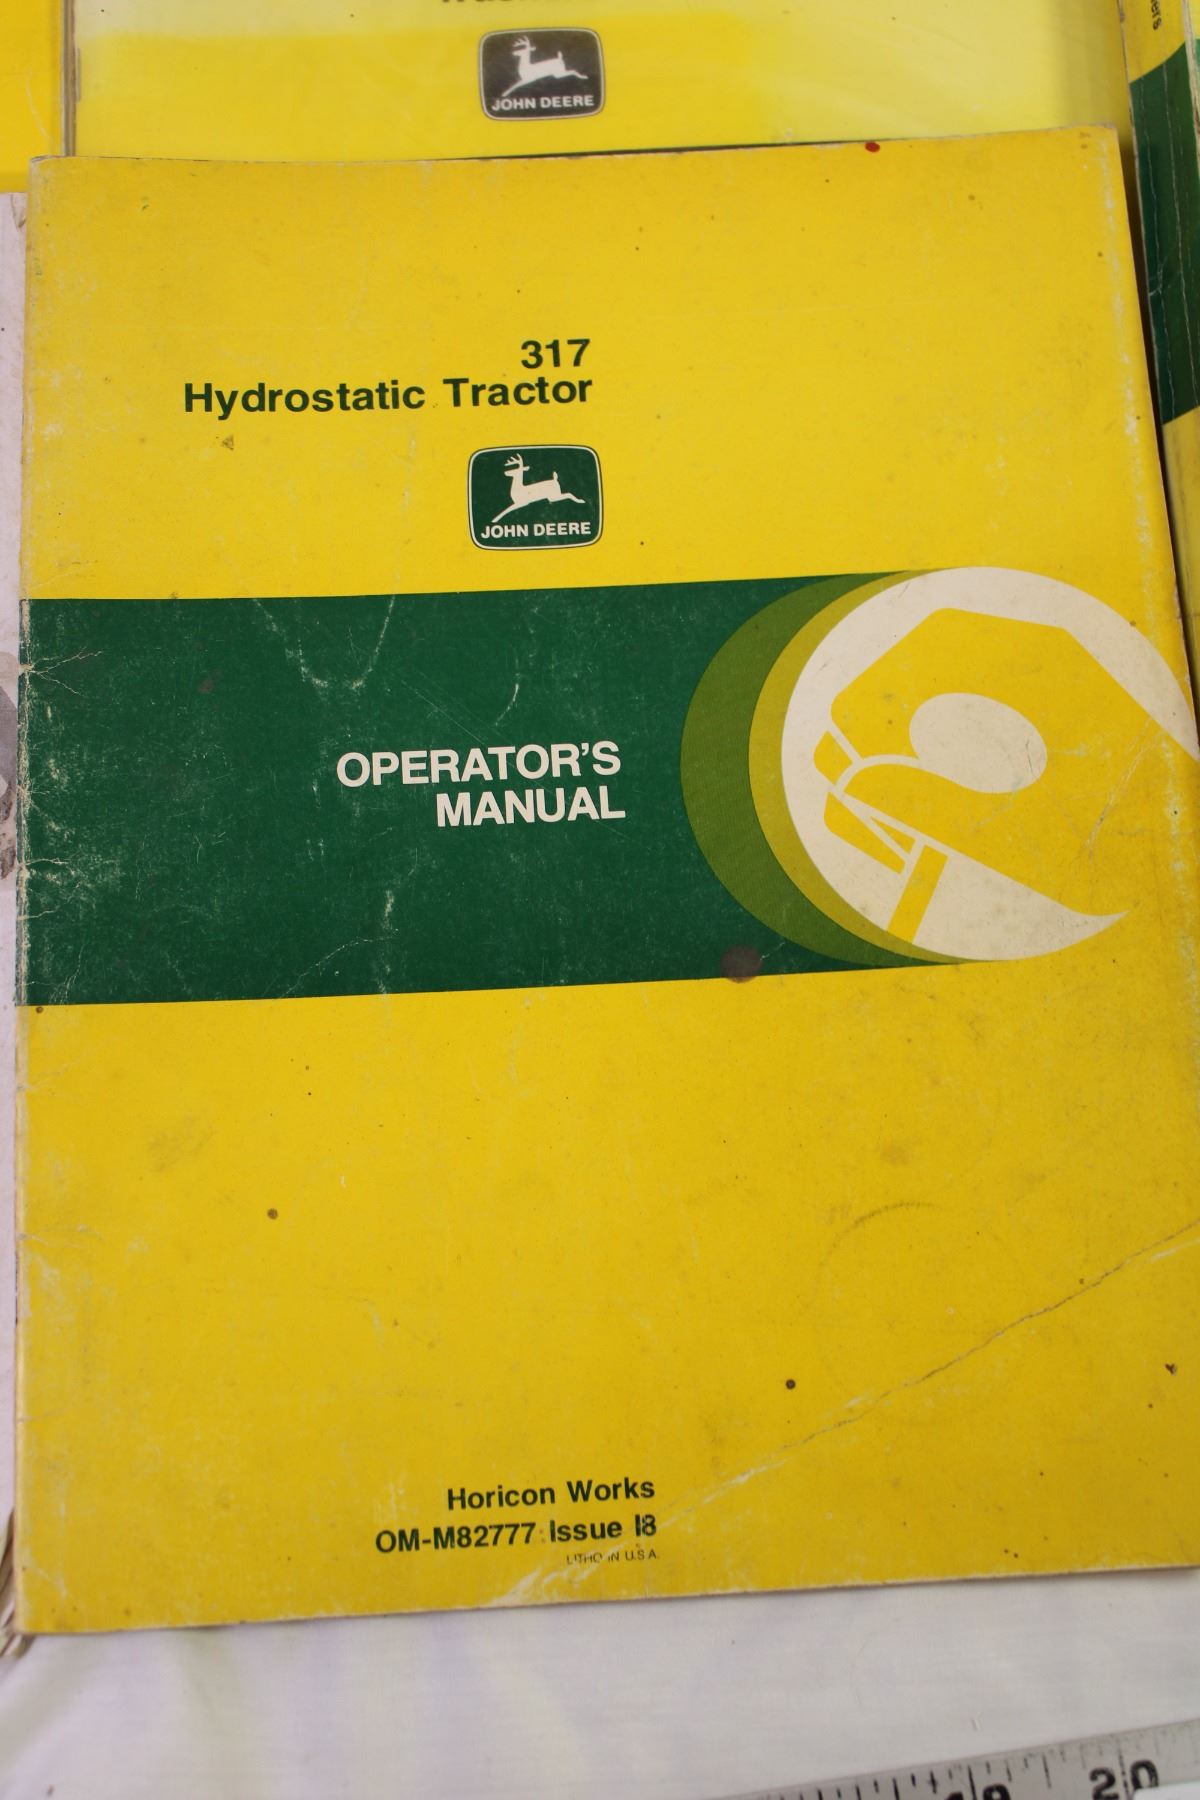 JOHN DEERE
317
Hydrostatic Tractor
JOHN DEERE
OPERATOR'S
MANUAL
Horicon Works
OM-M82777 Issue I8
LITHO IN U.S.A.
20